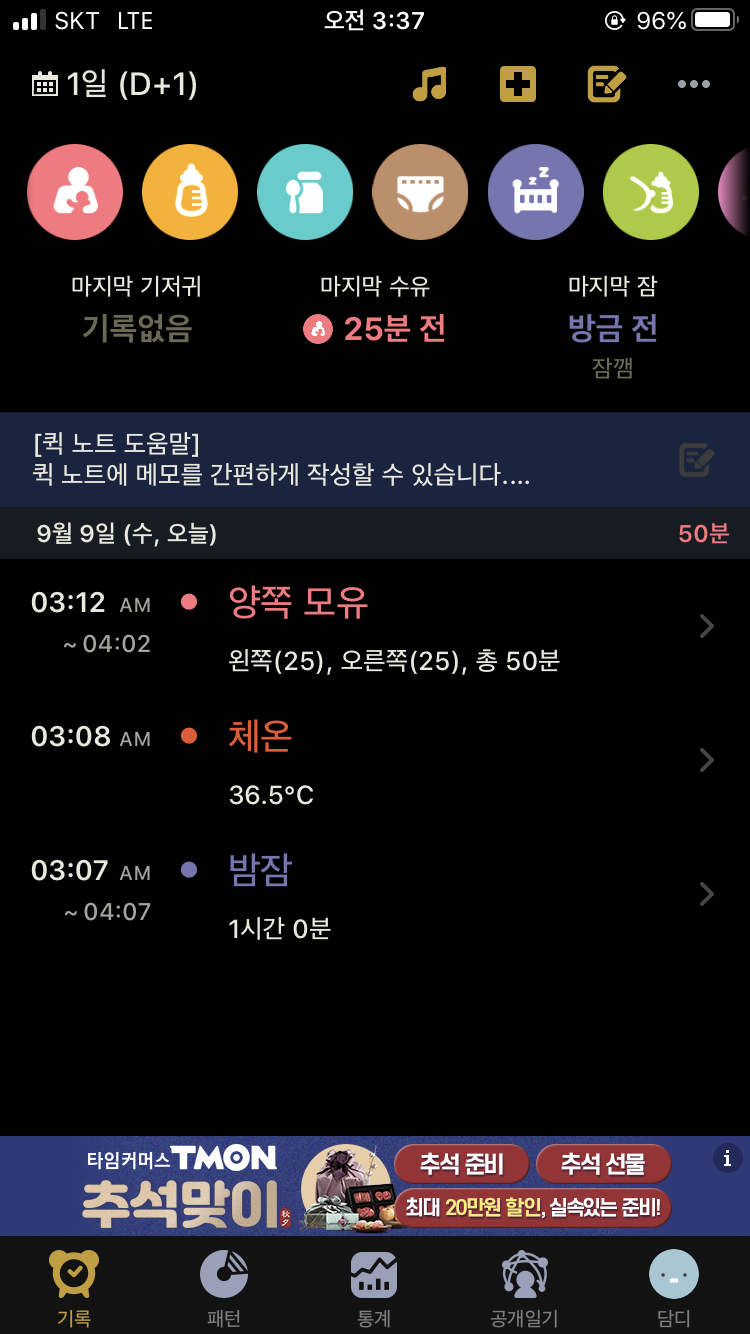 SKT LTE 오전 3:37 96%
1일 (D+1)
마지막 기저귀 마지막 수유 마지막 잠
기록없음 25분 전 방금 전
잠깸
[퀵 노트 도움말]
퀵 노트에 메모를 간편하게 작성할 수 있습니다....
9월 9일 (수, 오늘) 50분
03:12 AM 양쪽 모유
~ 04:02
왼쪽(25), 오른쪽(25), 총 50분
03:08 AM 체온
36.5°C
03:07 AM 밤잠
~ 04:07
1시간 0분
타임커머스 TMON
추석맞이 秋夕
추석 준비 추석 선물
최대 20만원 할인, 실속있는 준비!
기록 패턴 통계 공개일기 담디